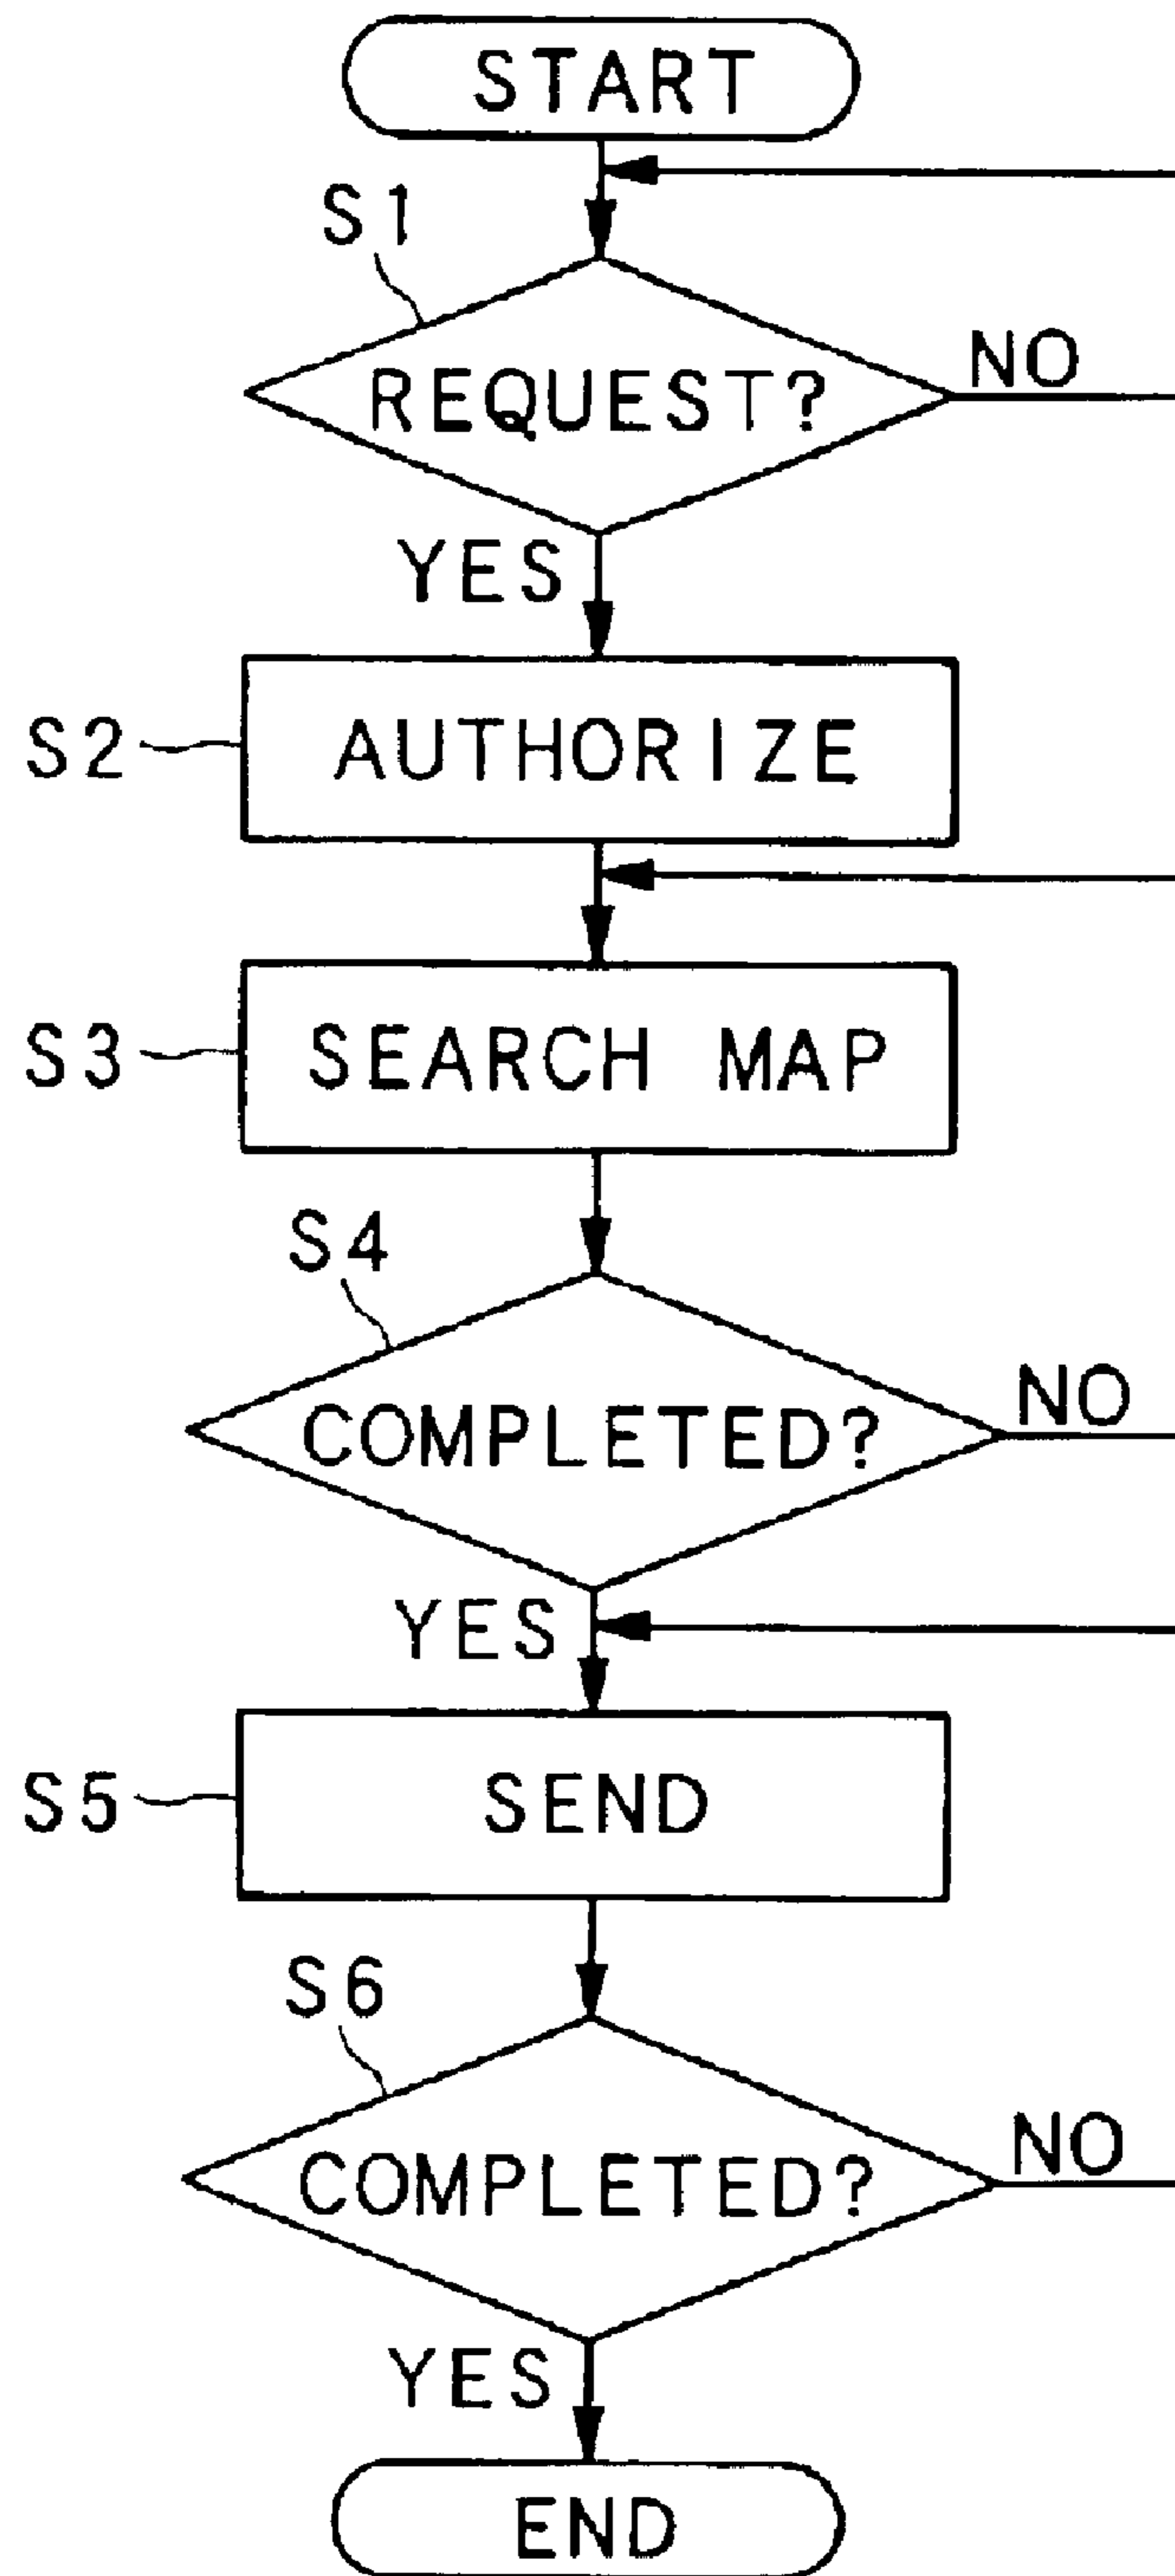 START
S1
REQUEST?
NO
YES
S2
AUTHORIZE
S3
SEARCH MAP
S4
COMPLETED?
NO
YES
S5
SEND
S6
COMPLETED?
NO
YES
END